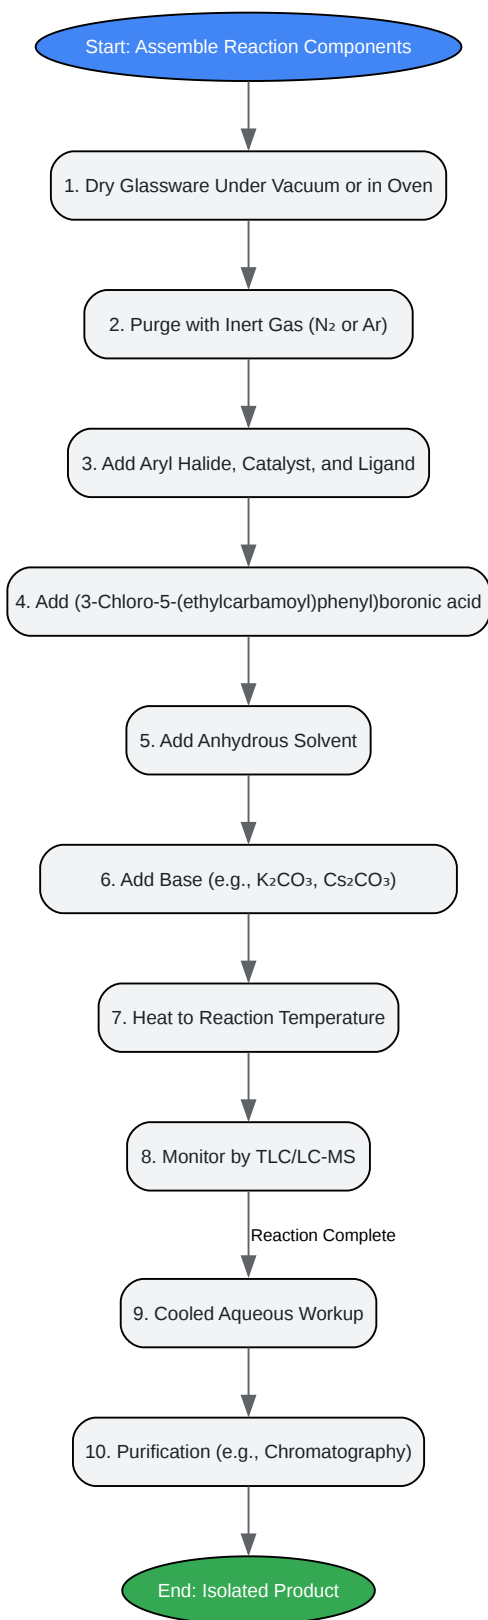 Start: Assemble Reaction Components
1. Dry Glassware Under Vacuum or in Oven
2. Purge with Inert Gas (N₂ or Ar)
3. Add Aryl Halide, Catalyst, and Ligand
4. Add (3-Chloro-5-(ethylcarbamoyl)phenyl)boronic acid
5. Add Anhydrous Solvent
6. Add Base (e.g., K₂CO₃, Cs₂CO₃)
7. Heat to Reaction Temperature
8. Monitor by TLC/LC-MS
Reaction Complete
9. Cooled Aqueous Workup
10. Purification (e.g., Chromatography)
End: Isolated Product